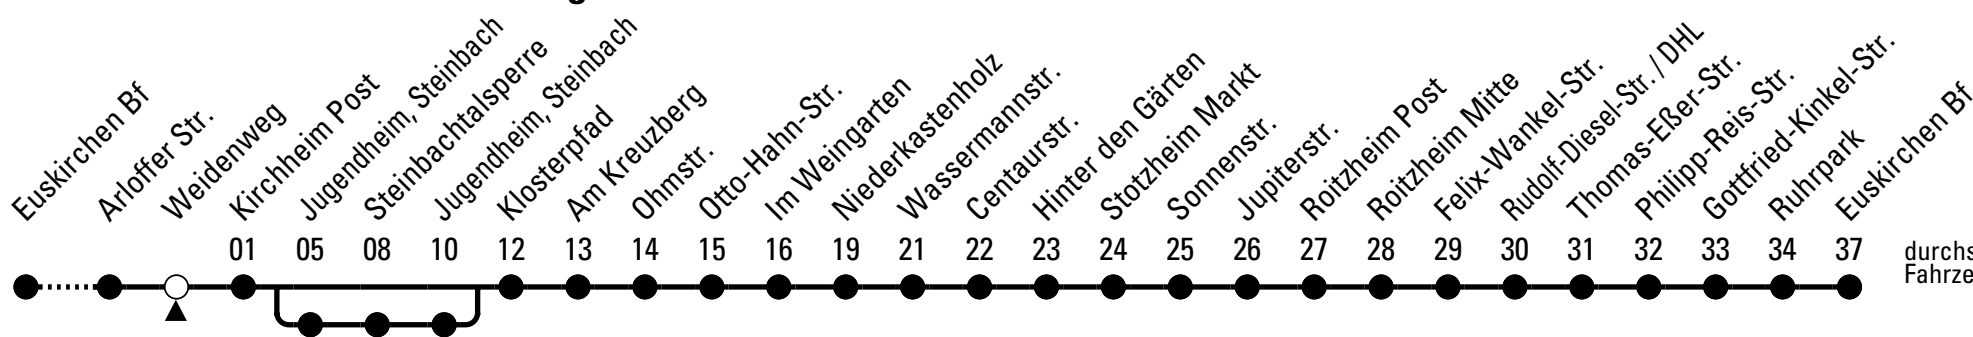 Euskirchen Bf
Arloffer Str.
Weidenweg
Kirchheim Post
Jugendheim, Steinbach
Steinbachtalsperre
Jugendheim, Steinbach
Klosterpfad
Am Kreuzberg
Ohmstr.
Otto-Hahn-Str.
Im Weingarten
Niederkastenholz
Wassermannstr.
Centaurstr.
Hinter den Gärten
Stotzheim Markt
Sonnenstr.
Jupiterstr.
Roitzheim Post
Roitzheim Mitte
Felix-Wankel-Str.
Rudolf-Diesel-Str. / DHL
Thomas-Eßer-Str.
Philipp-Reis-Str.
Gottfried-Kinkel-Str.
Ruhrpark
Euskirchen Bf
01 05 08 10 12 13 14 15 16 19 21 22 23 24 25 26 27 28 29 30 31 32 33 34 37
durchs
Fahrze